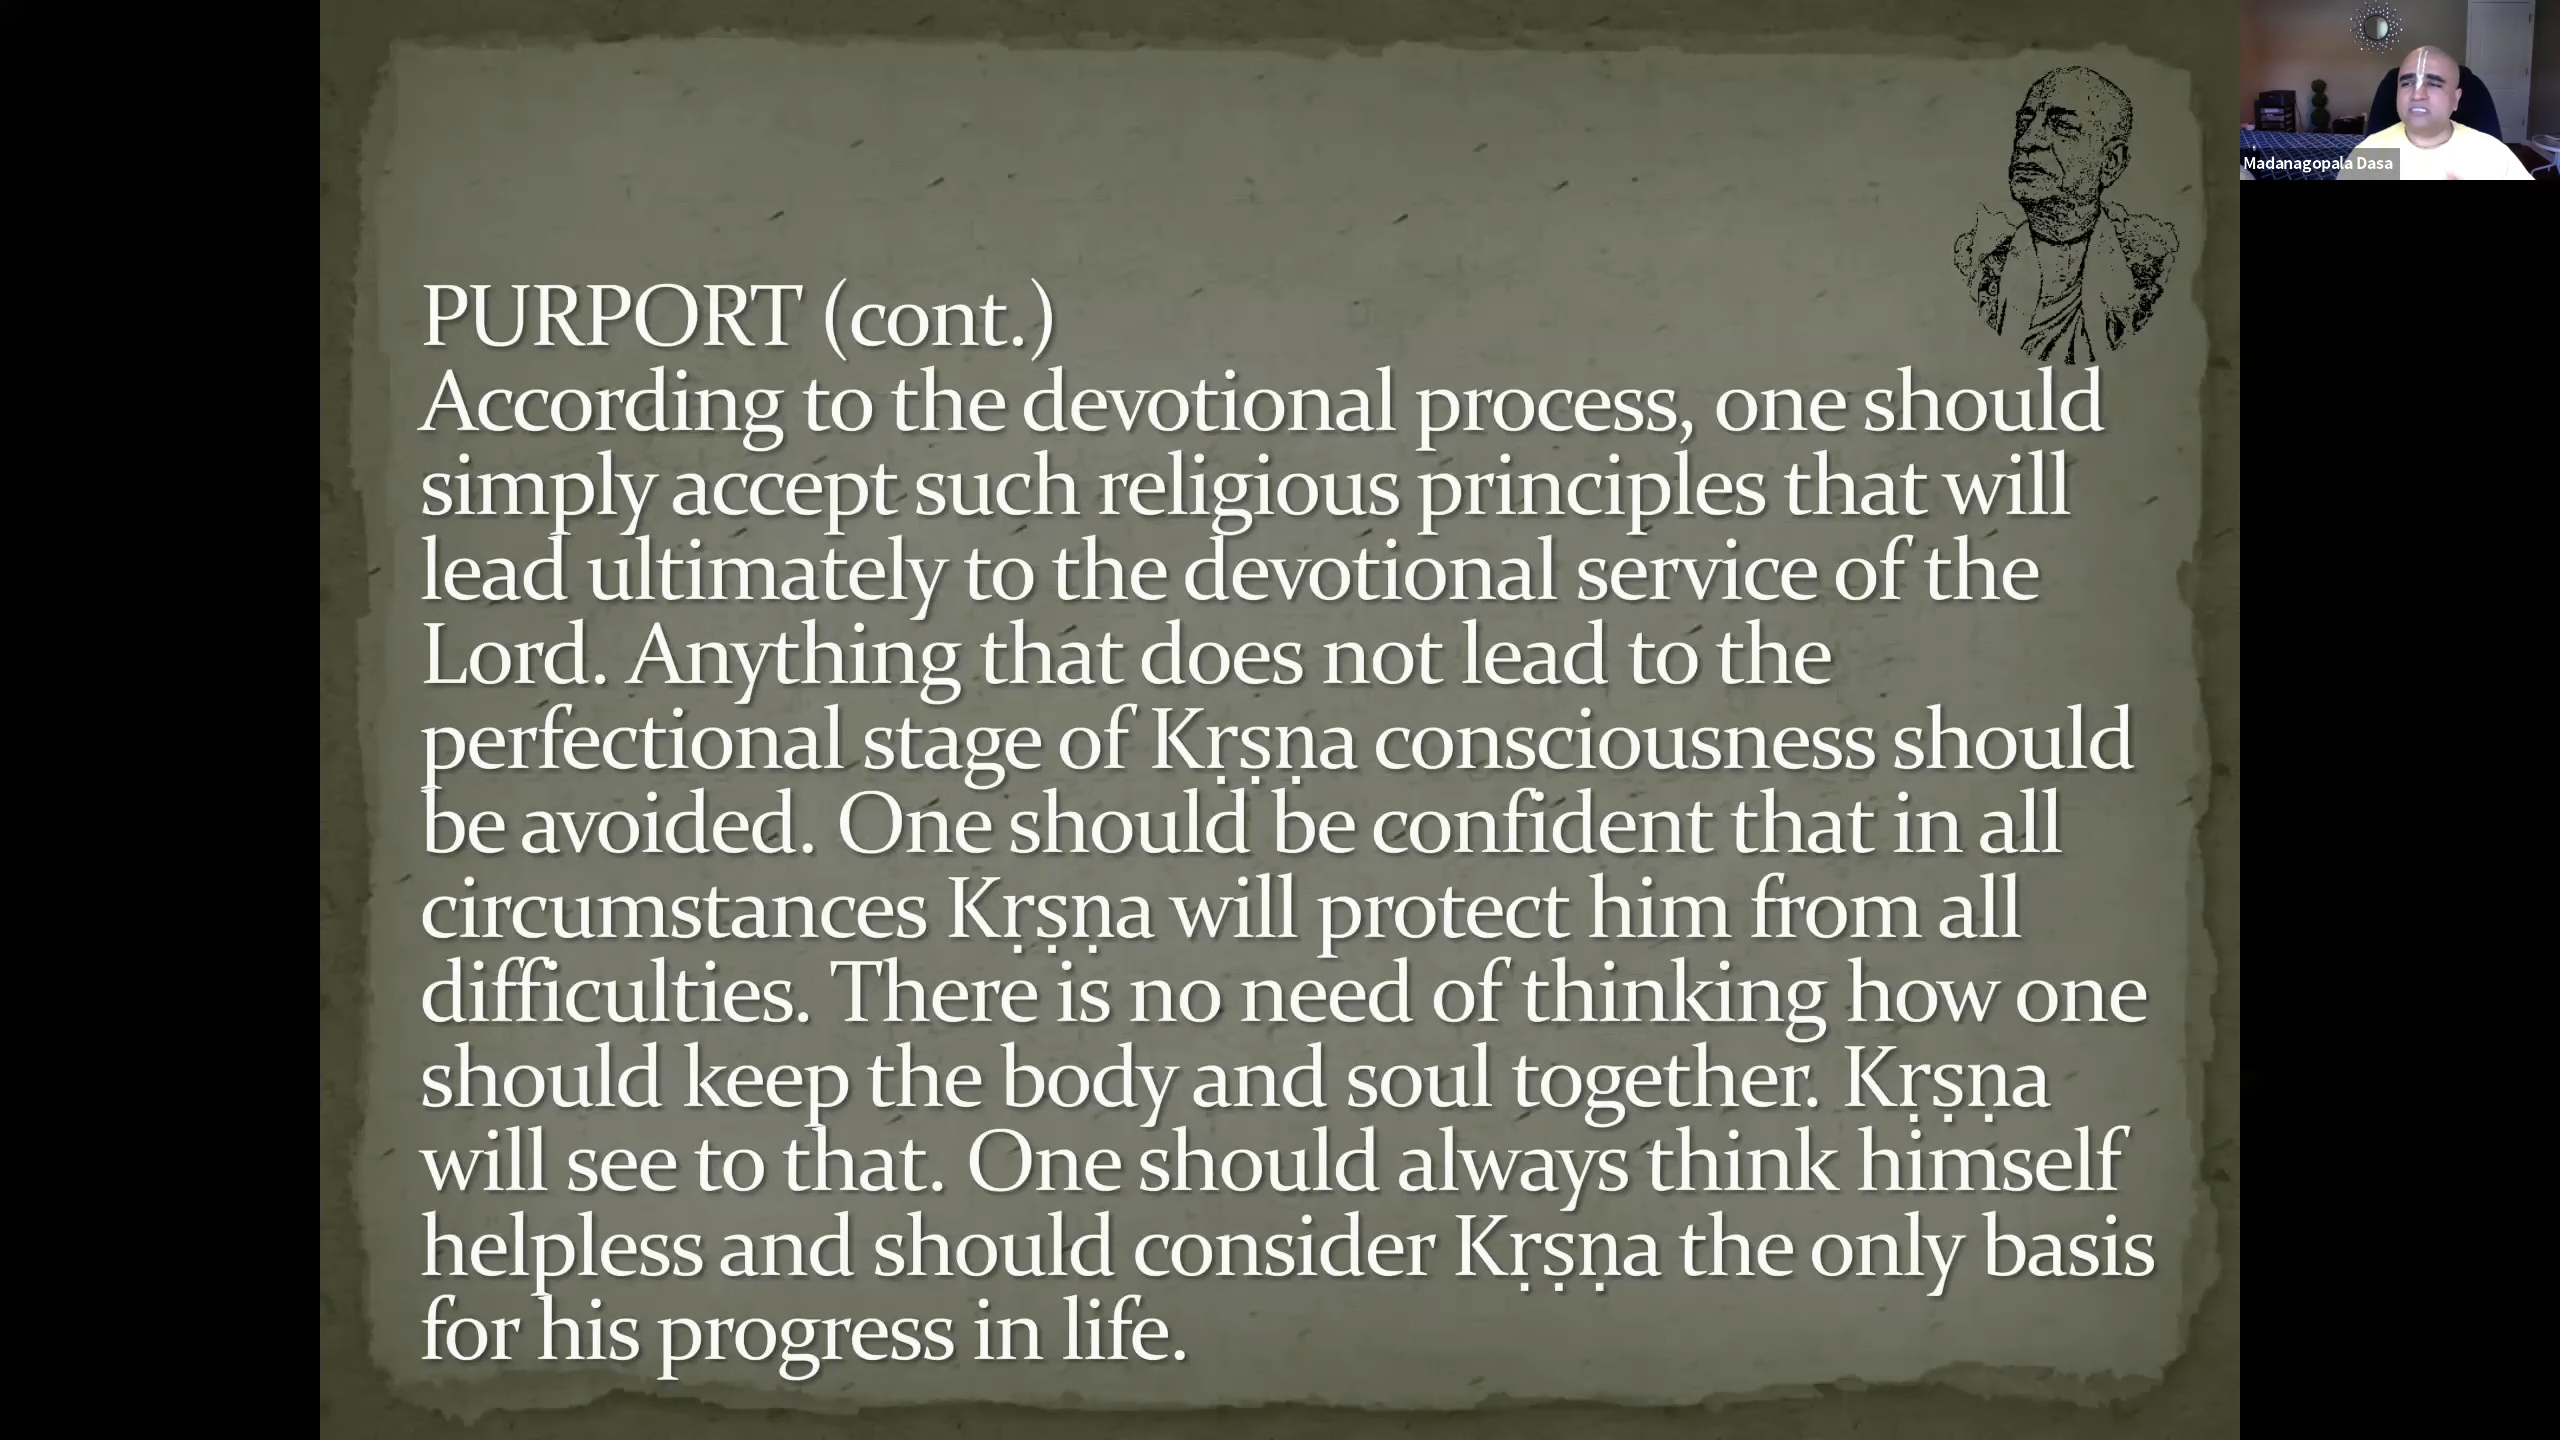 PURPORT (cont.)
According to the devotional process, one should
simply accept such religious principles that will
lead ultimately to the devotional service of the
Lord. Anything that does not lead to the
perfectional stage of Kṛṣṇa consciousness should
be avoided. One should be confident that in all
circumstances Kṛṣṇa will protect him from all
difficulties. There is no need of thinking how one
should keep the body and soul together. Kṛṣṇa
will see to that. One should always think himself
helpless and should consider Kṛṣṇa the only basis
for his progress in life.
Madanagopala Dasa